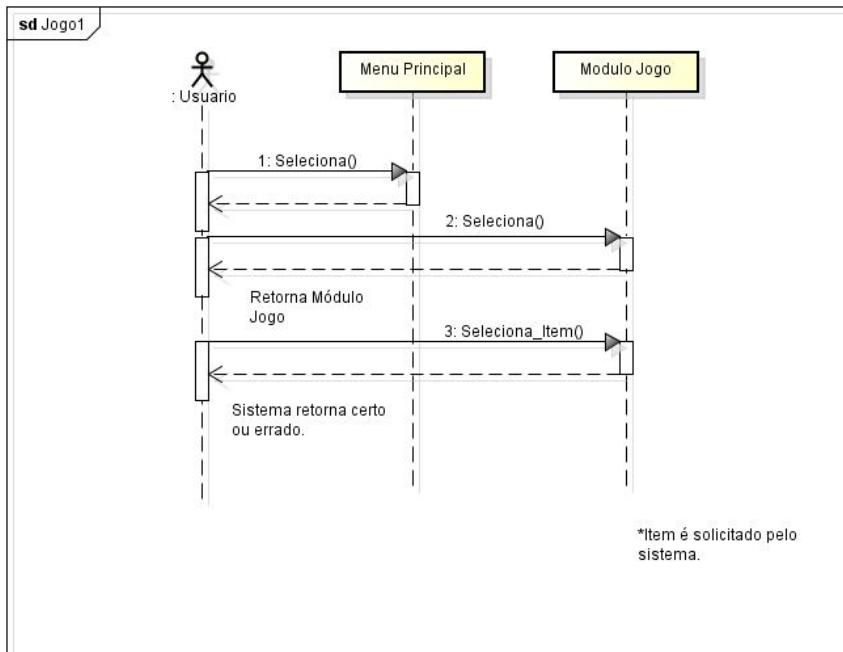 sd Jogo1
: Usuario
Menu Principal
Modulo Jogo
1: Seleciona()
2: Seleciona()
Retorna Módulo
Jogo
3: Seleciona_Item()
Sistema retorna certo
ou errado.
*Item é solicitado pelo
sistema.